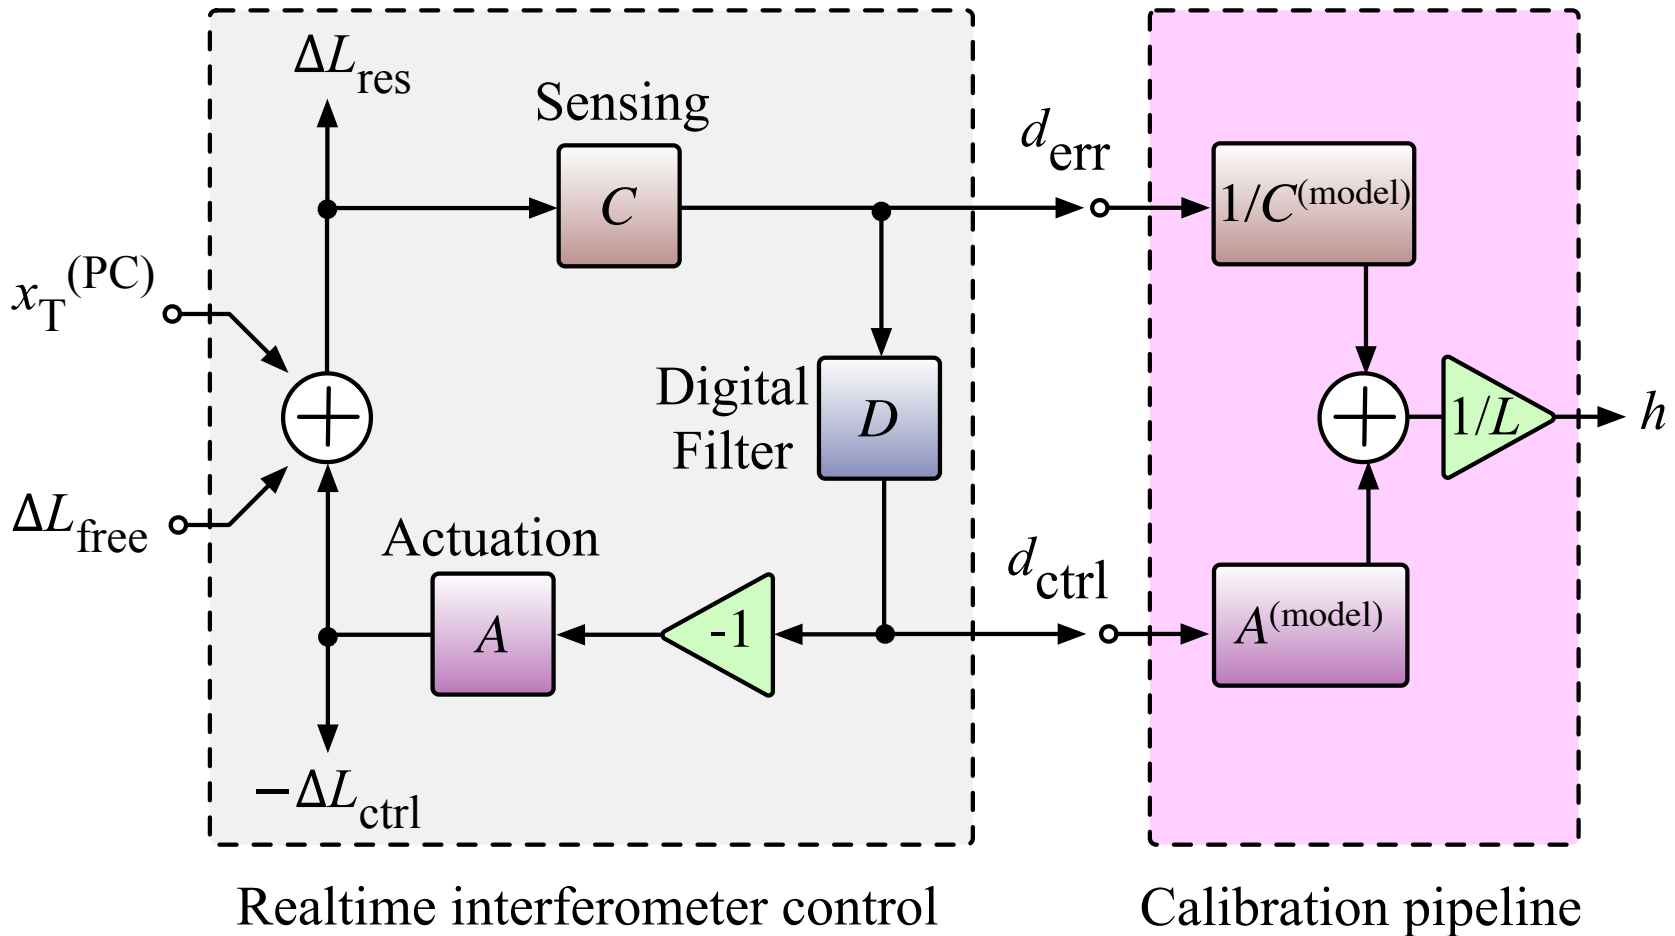 ΔL_res
Sensing
C
d_err
1/C^(model)
x_T^(PC)
Digital
Filter
D
1/L
h
ΔL_free
Actuation
A
-1
d_ctrl
A^(model)
−ΔL_ctrl
Realtime interferometer control
Calibration pipeline